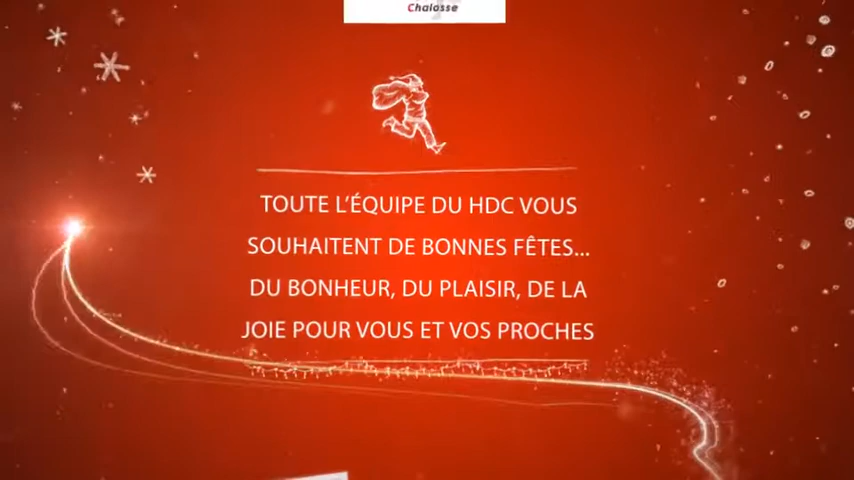 Chalosse
TOUTE L'ÉQUIPE DU HDC VOUS
SOUHAITENT DE BONNES FÊTES...
DU BONHEUR, DU PLAISIR, DE LA
JOIE POUR VOUS ET VOS PROCHES